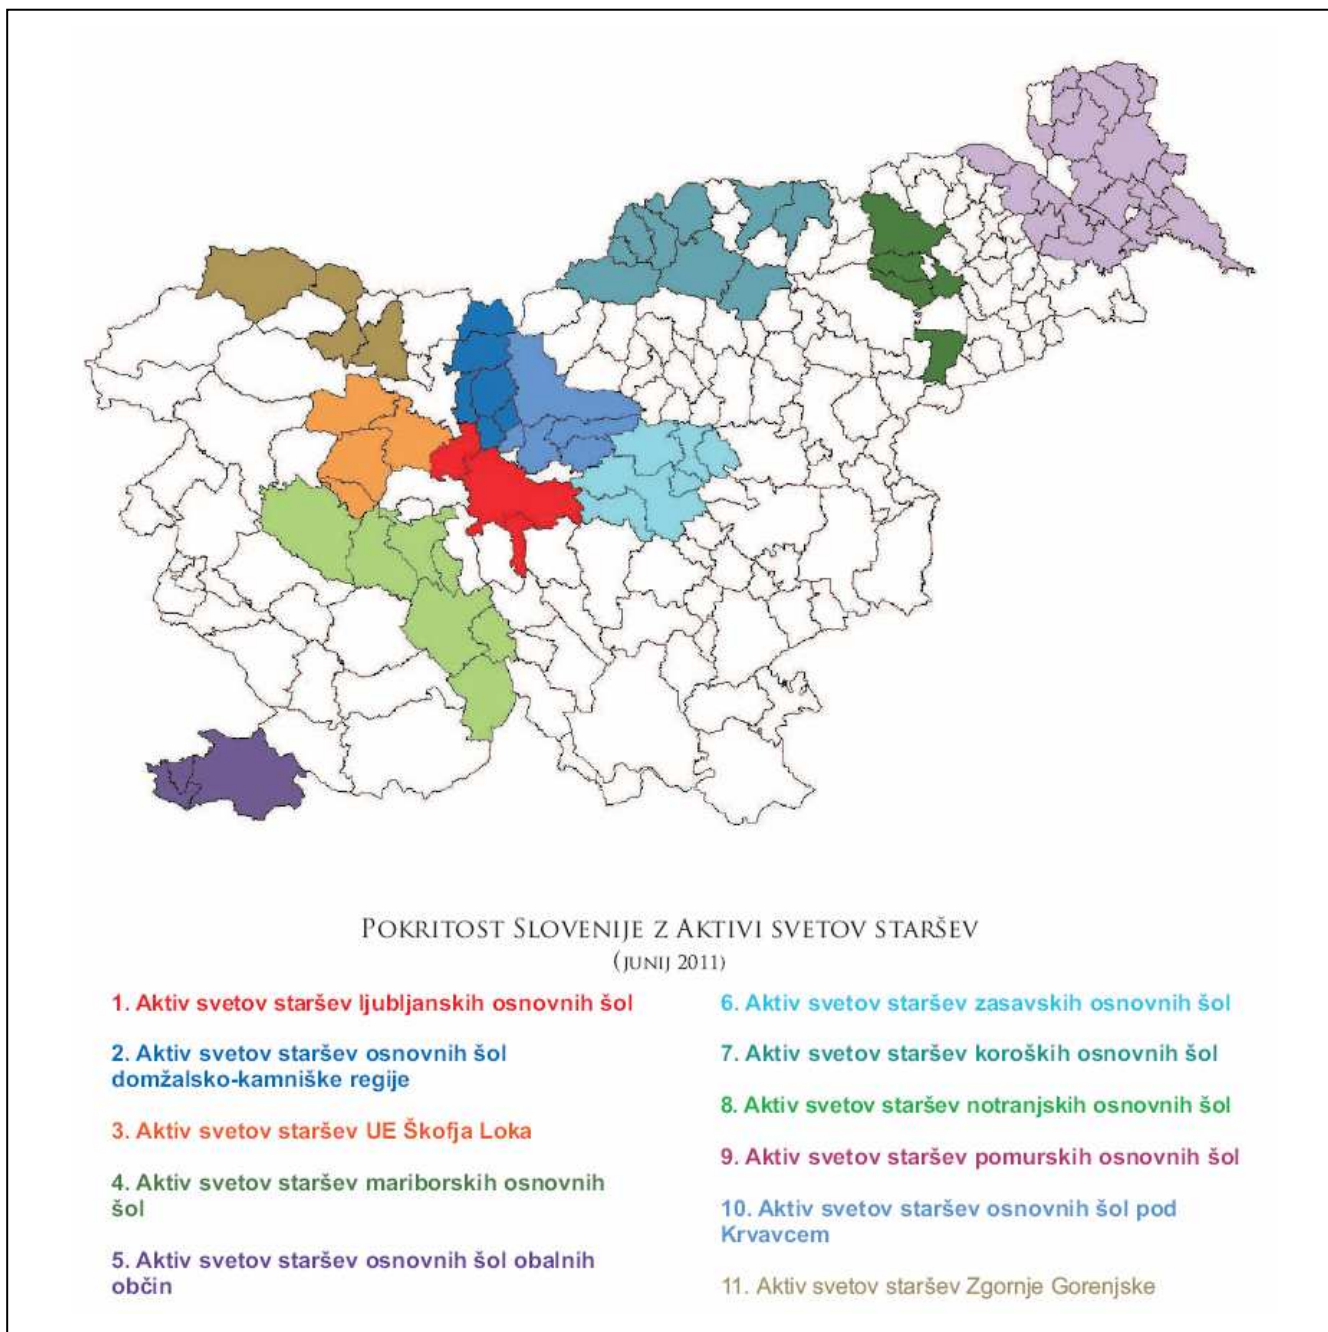 POKRITOST SLOVENIJE Z AKTIVI SVETOV STARŠEV
(JUNIJ 2011)
1. Aktiv svetov staršev ljubljanskih osnovnih šol
2. Aktiv svetov staršev osnovnih šol
domžalsko-kamniške regije
3. Aktiv svetov staršev UE Škofja Loka
4. Aktiv svetov staršev mariborskih osnovnih
šol
5. Aktiv svetov staršev osnovnih šol obalnih
občin
6. Aktiv svetov staršev zasavskih osnovnih šol
7. Aktiv svetov staršev koroških osnovnih šol
8. Aktiv svetov staršev notranjskih osnovnih šol
9. Aktiv svetov staršev pomurskih osnovnih šol
10. Aktiv svetov staršev osnovnih šol pod
Krvavcem
11. Aktiv svetov staršev Zgornje Gorenjske